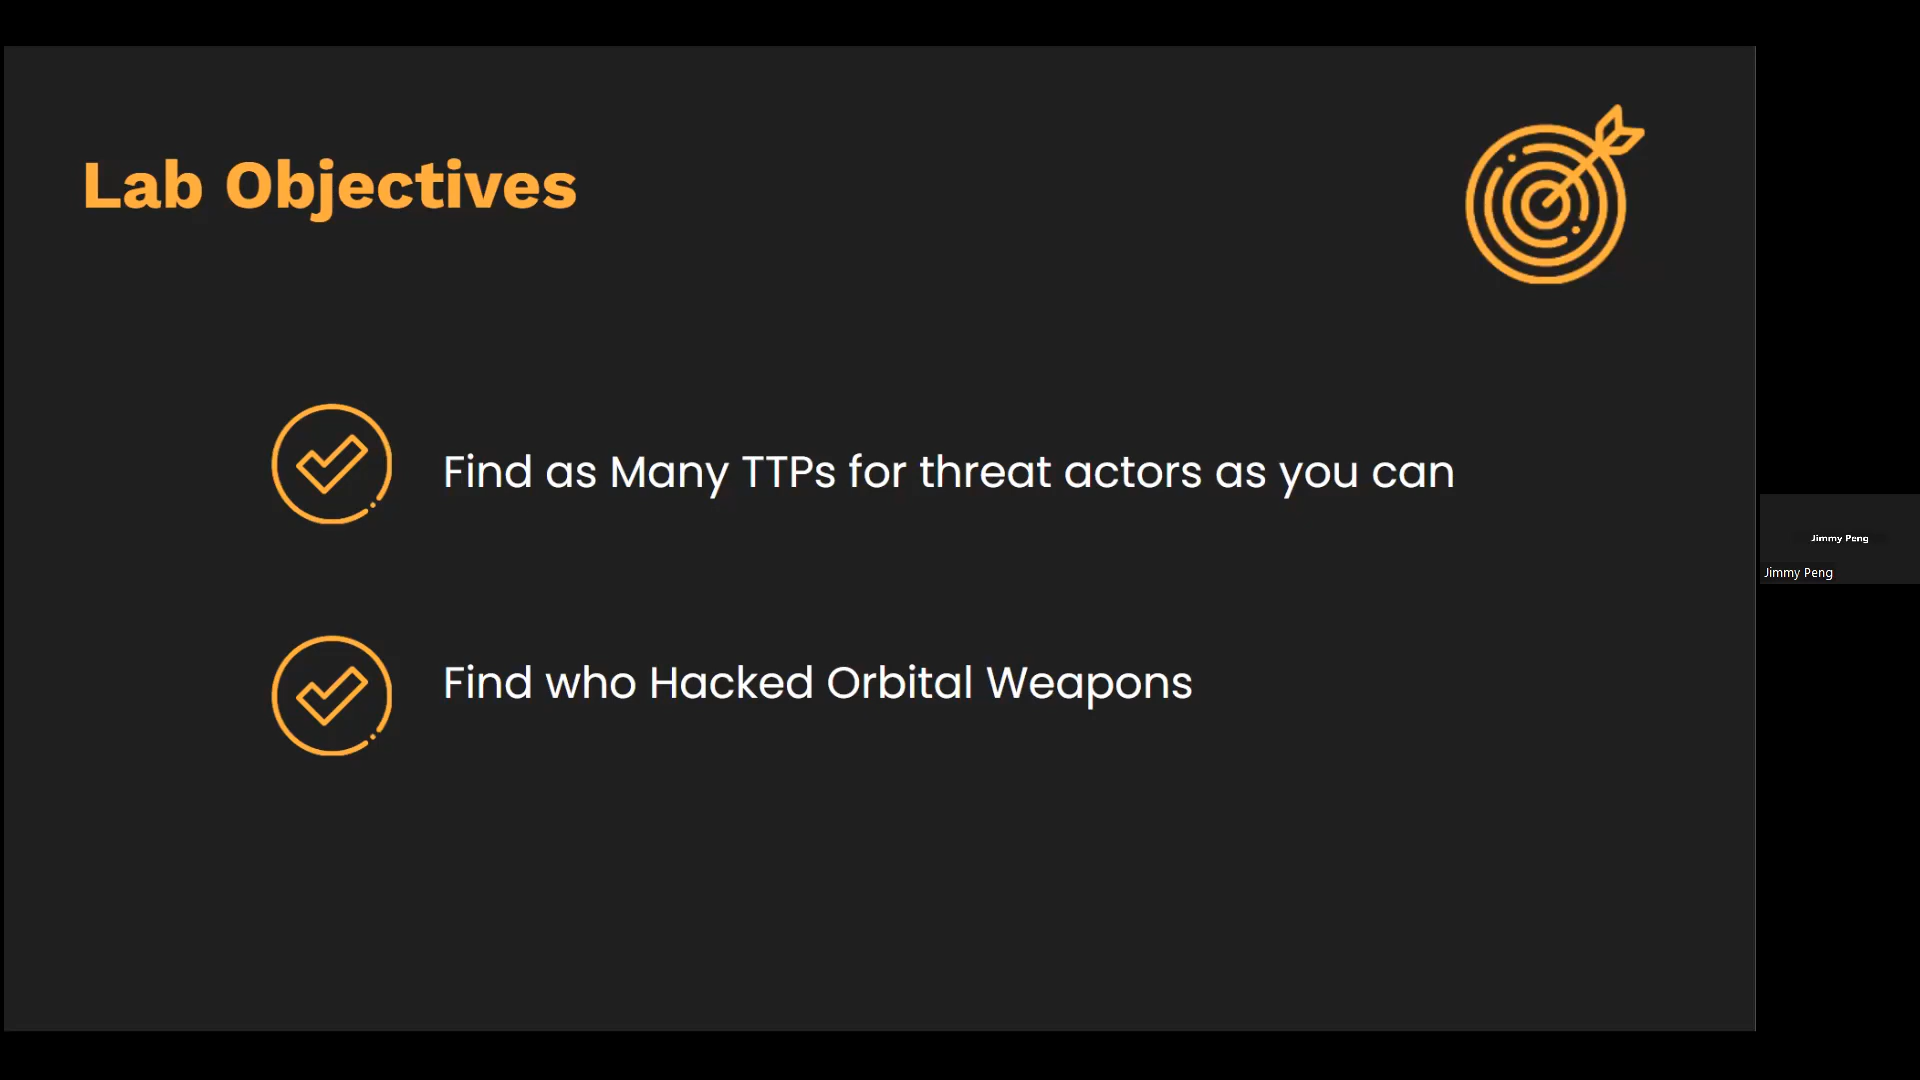 Lab Objectives
Find as Many TTPs for threat actors as you can
Find who Hacked Orbital Weapons
Jimmy Peng
Jimmy Peng